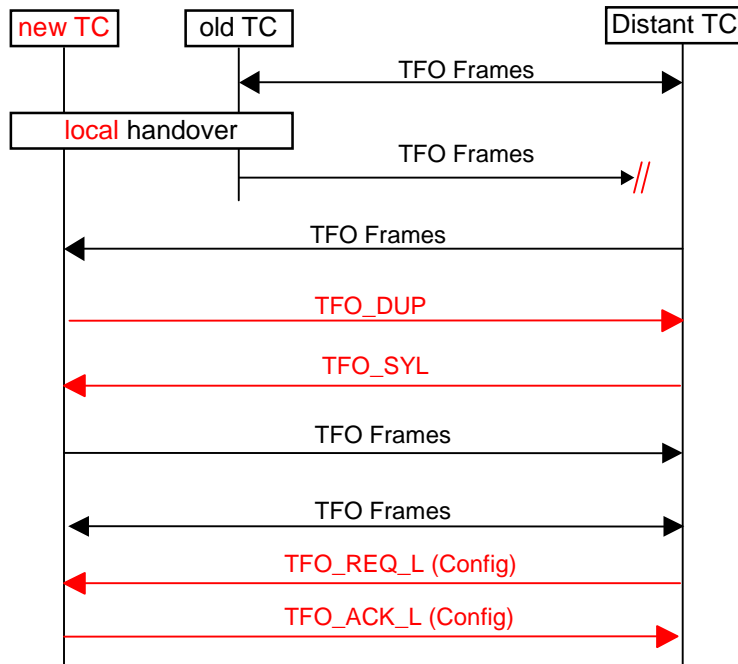 new TC
old TC
Distant TC
TFO Frames
local handover
TFO Frames
TFO Frames
TFO_DUP
TFO_SYL
TFO Frames
TFO Frames
TFO_REQ_L (Config)
TFO_ACK_L (Config)